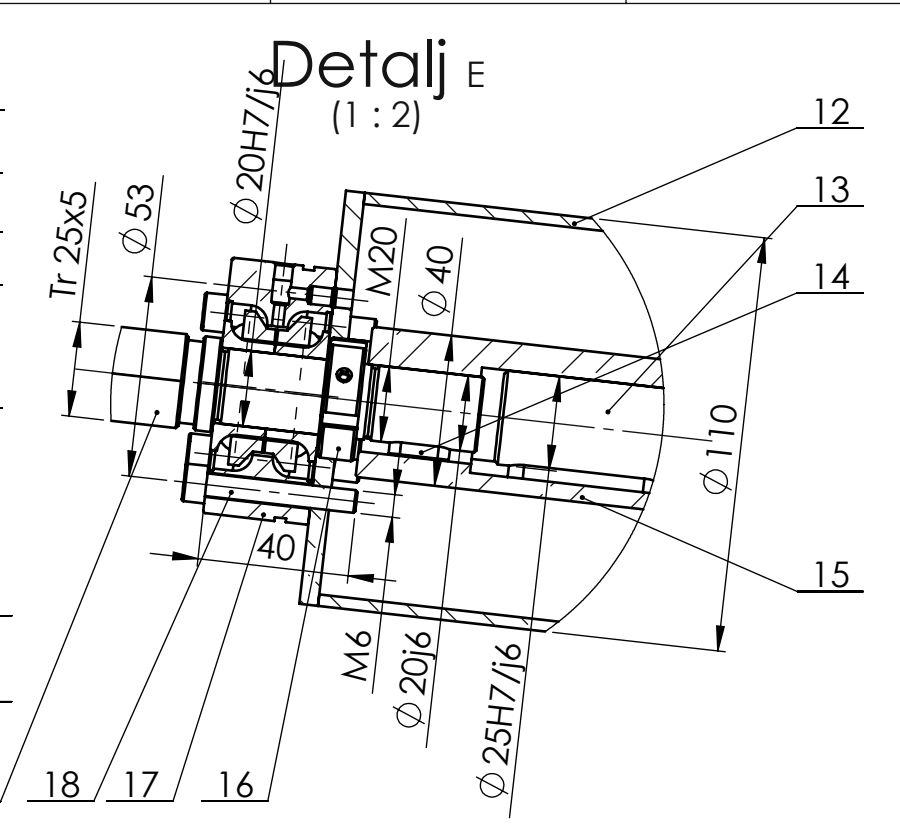 Detalj E
(1 : 2)
12
13
14
15
Tr 25x5
⌀ 53
⌀ 20H7/j6
M20
⌀ 40
⌀ 110
40
M6
⌀ 20j6
⌀ 25H7/j6
18
17
16